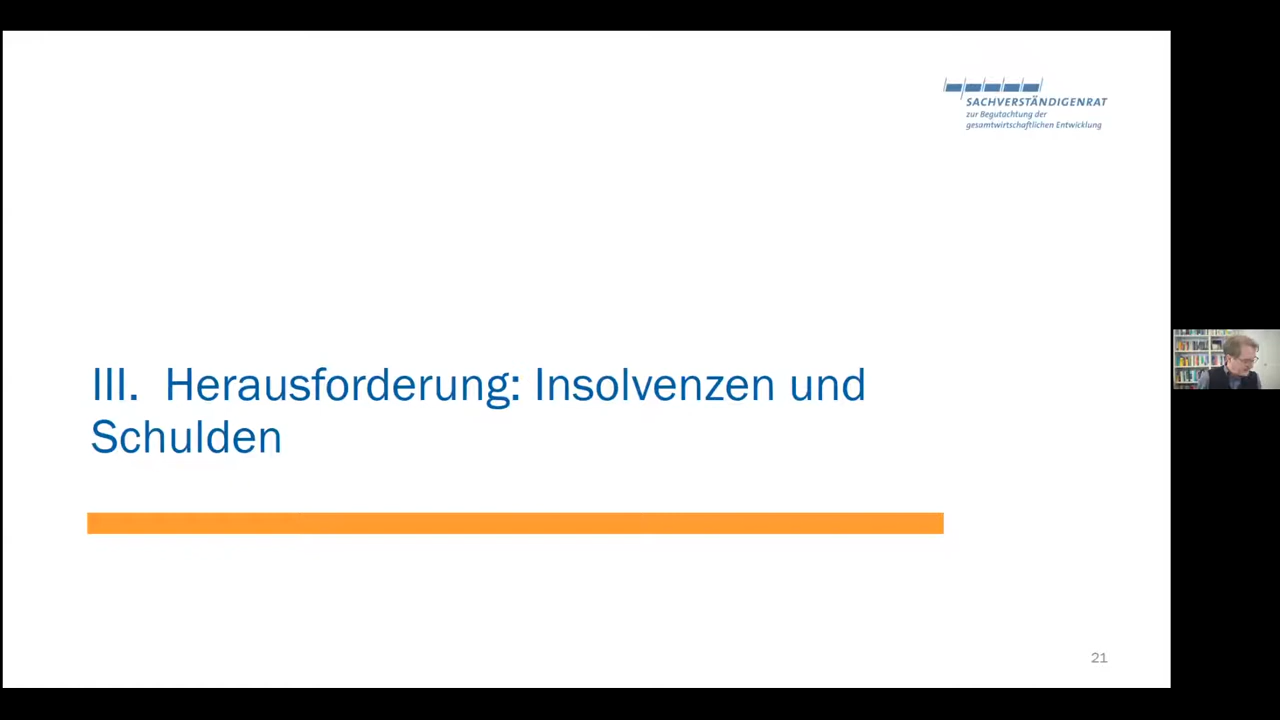 SACHVERSTÄNDIGENRAT
zur Begutachtung der
gesamtwirtschaftlichen Entwicklung
III. Herausforderung: Insolvenzen und
Schulden
21